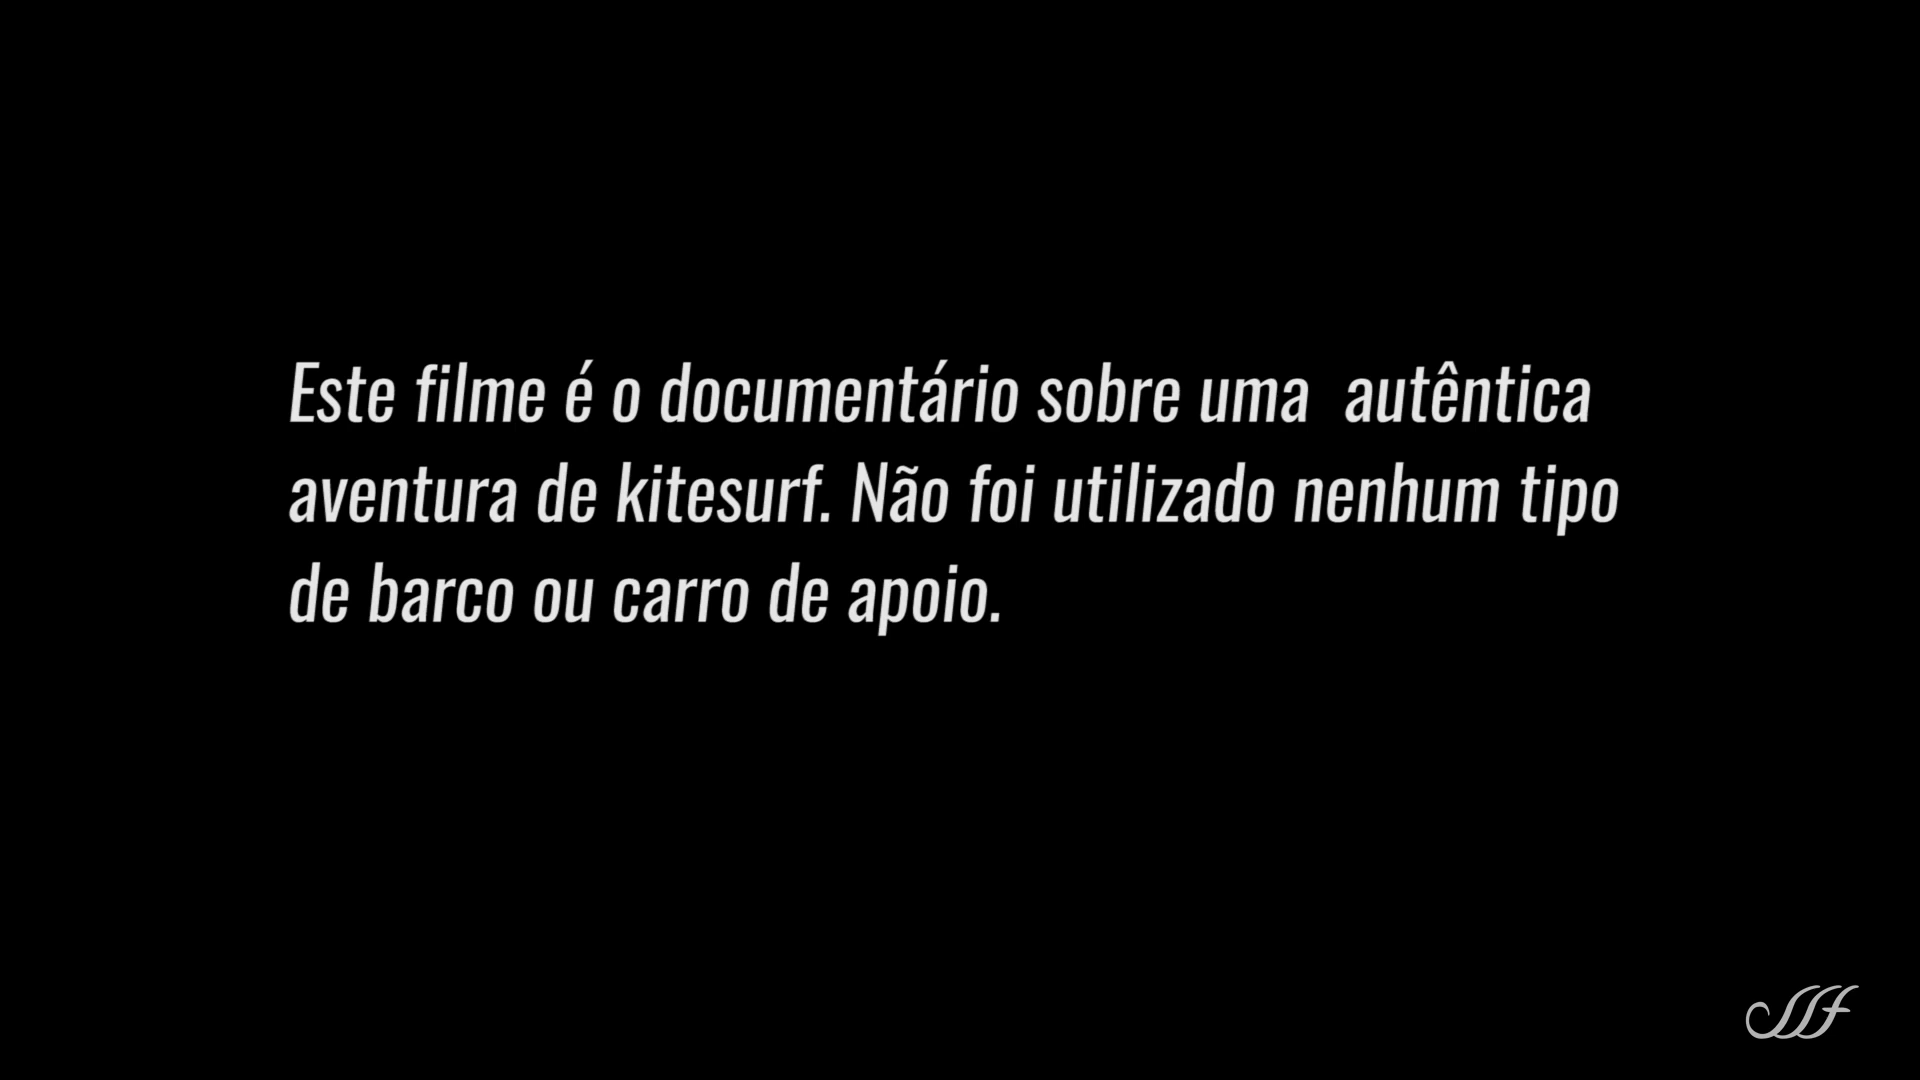 Este filme é o documentário sobre uma  autêntica
aventura de kitesurf. Não foi utilizado nenhum tipo
de barco ou carro de apoio.